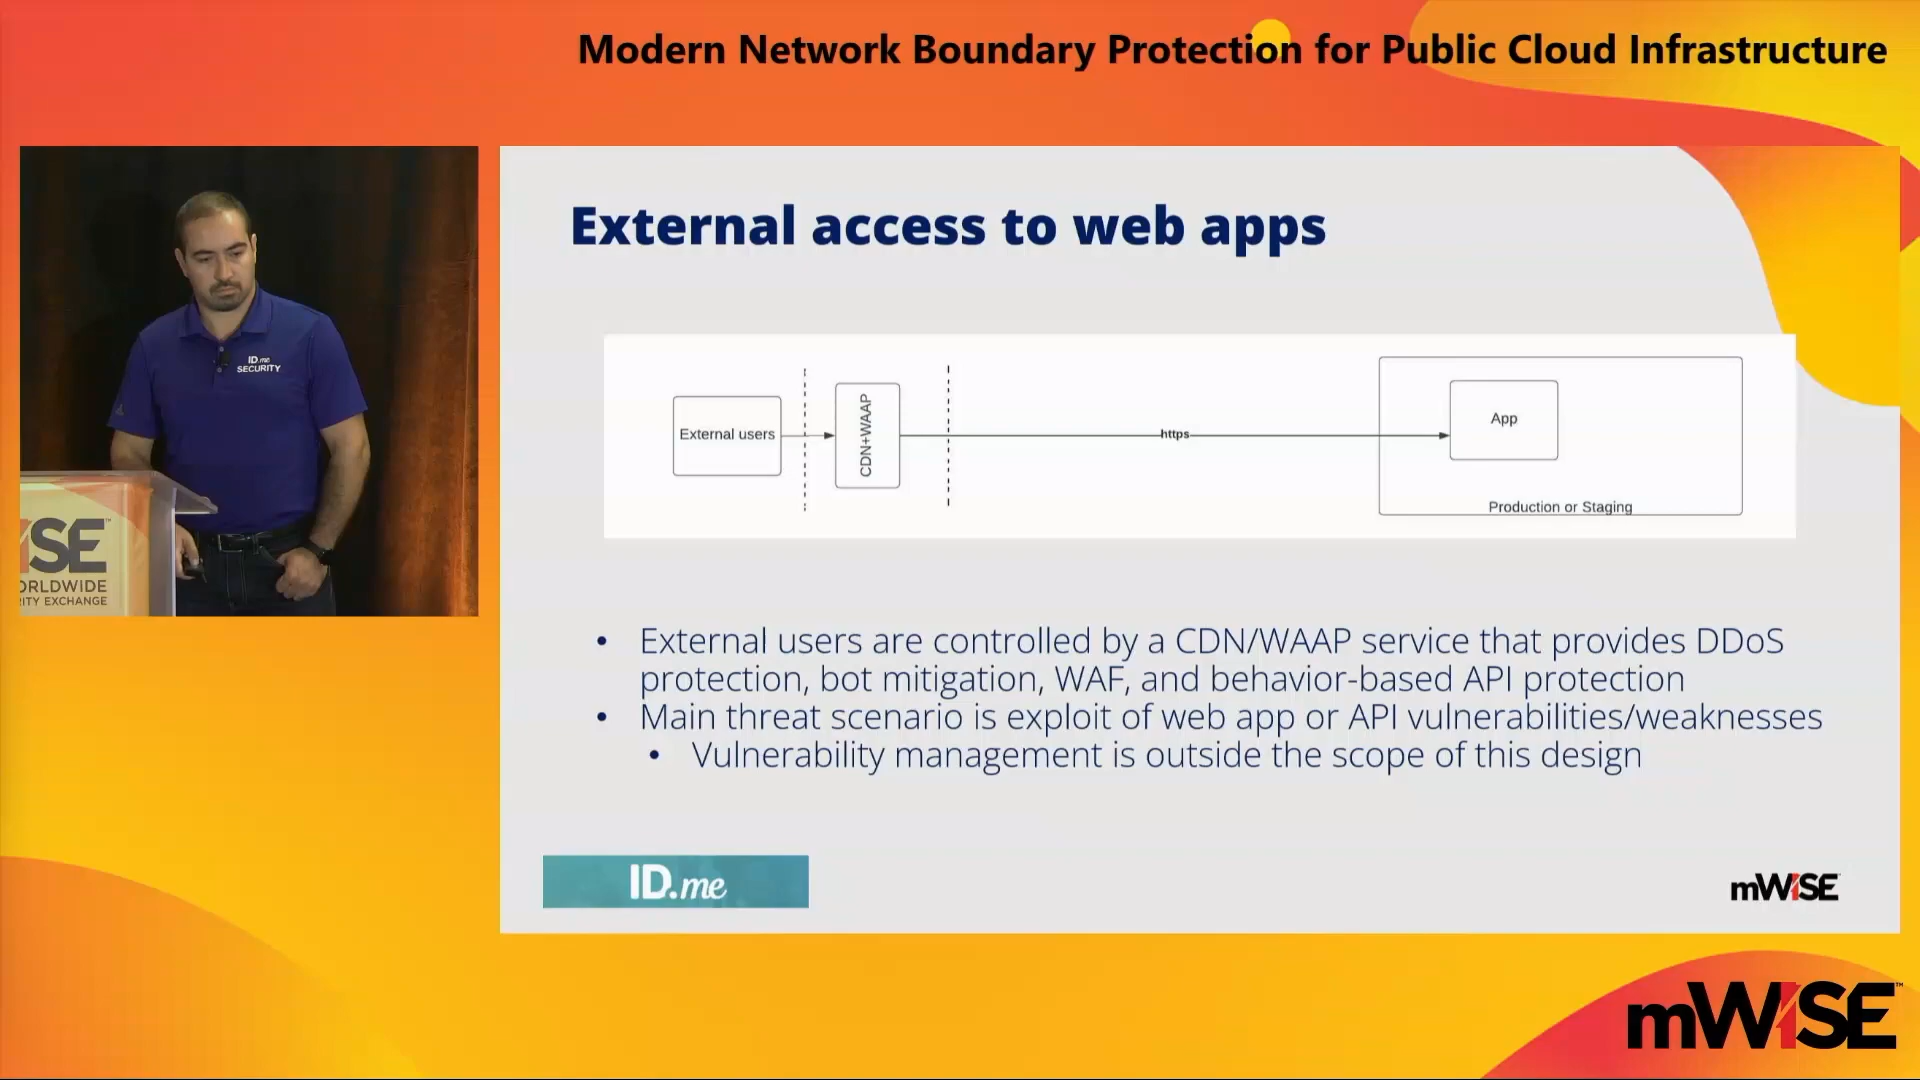 Modern Network Boundary Protection for Public Cloud Infrastructure
ID.me
SECURITY
WISE
ORLDWIDE
ITY EXCHANGE
External access to web apps
External users
CDN+WAAP
https
App
Production or Staging
• External users are controlled by a CDN/WAAP service that provides DDoS
protection, bot mitigation, WAF, and behavior-based API protection
• Main threat scenario is exploit of web app or API vulnerabilities/weaknesses
• Vulnerability management is outside the scope of this design
ID.me
mWISE
mWISE™